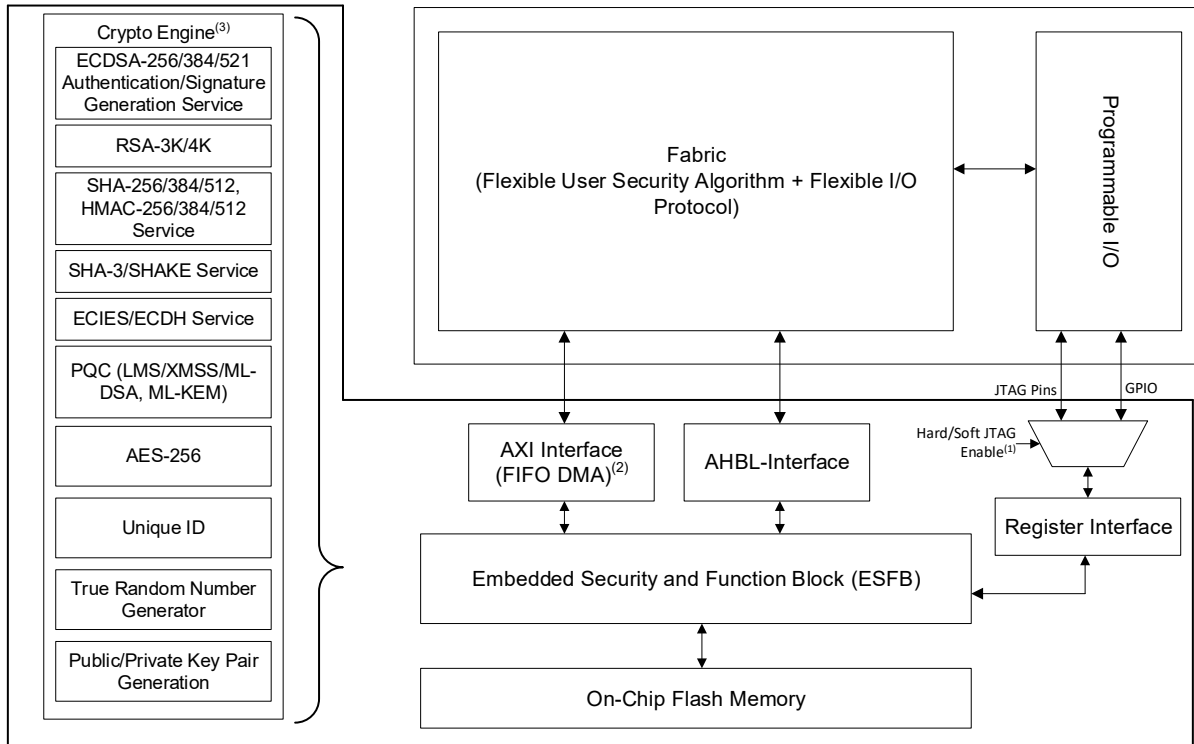 Crypto Engine(3)
ECDSA-256/384/521
Authentication/Signature
Generation Service
RSA-3K/4K
SHA-256/384/512,
HMAC-256/384/512
Service
SHA-3/SHAKE Service
ECIES/ECDH Service
PQC (LMS/XMSS/ML-
DSA, ML-KEM)
AES-256
Unique ID
True Random Number
Generator
Public/Private Key Pair
Generation
Fabric
(Flexible User Security Algorithm + Flexible I/O
Protocol)
Programmable I/O
JTAG Pins
GPIO
Hard/Soft JTAG
Enable(1)
AXI Interface
(FIFO DMA)(2)
AHBL-Interface
Register Interface
Embedded Security and Function Block (ESFB)
On-Chip Flash Memory